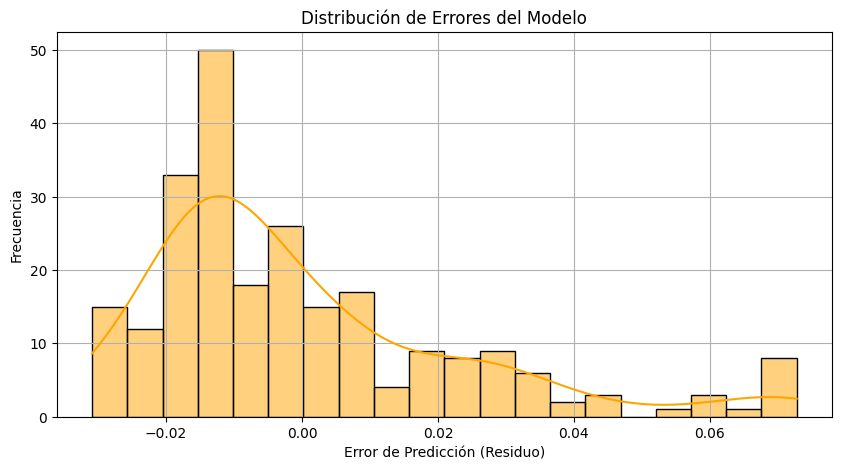 Distribución de Errores del Modelo
50
40
30
20
10
0
Frecuencia
−0.02 0.00 0.02 0.04 0.06
Error de Predicción (Residuo)